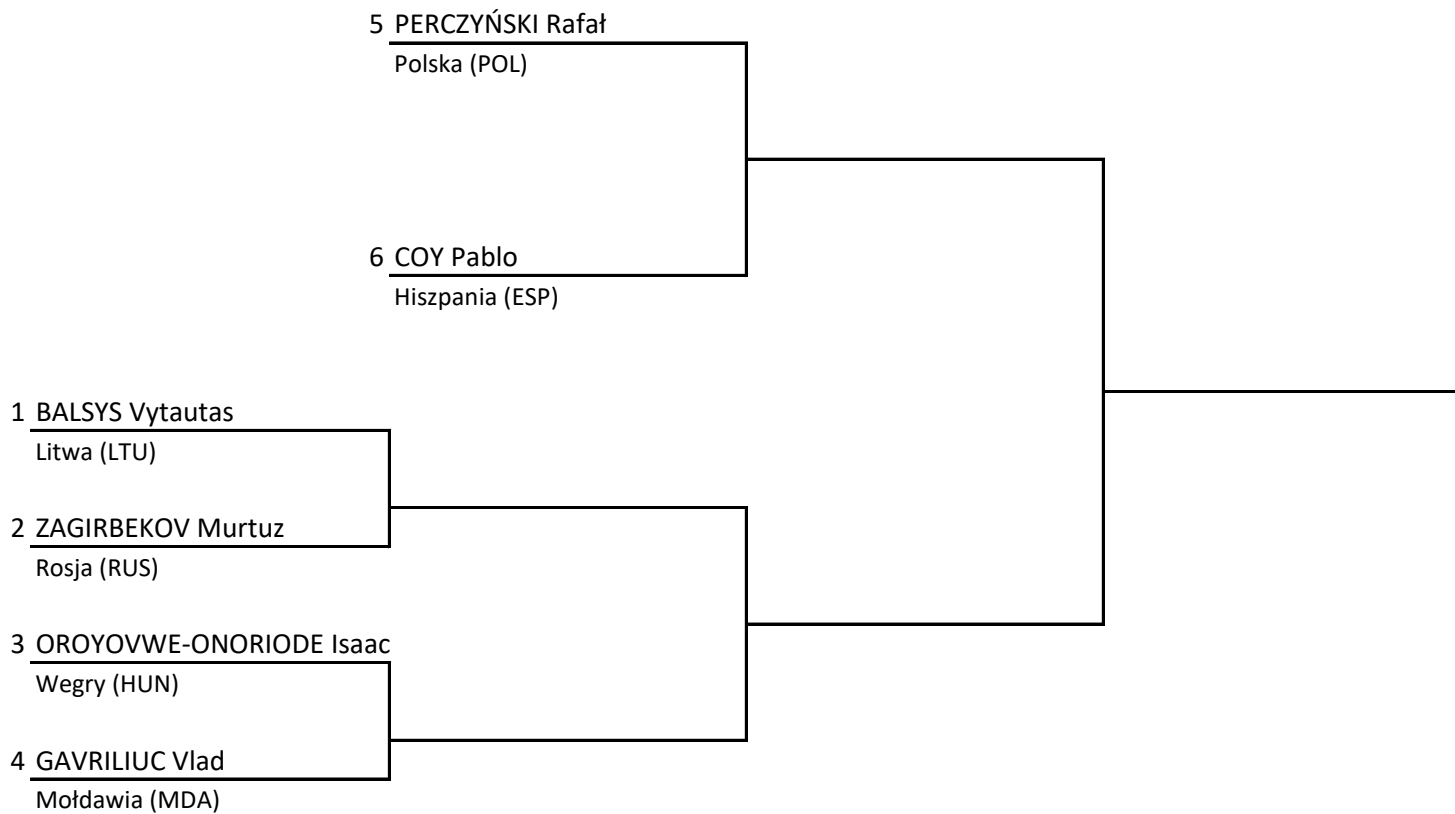 5 PERCZYŃSKI Rafał
Polska (POL)
6 COY Pablo
Hiszpania (ESP)
1 BALSYS Vytautas
Litwa (LTU)
2 ZAGIRBEKOV Murtuz
Rosja (RUS)
3 OROYOVWE-ONORIODE Isaac
Wegry (HUN)
4 GAVRILIUC Vlad
Mołdawia (MDA)